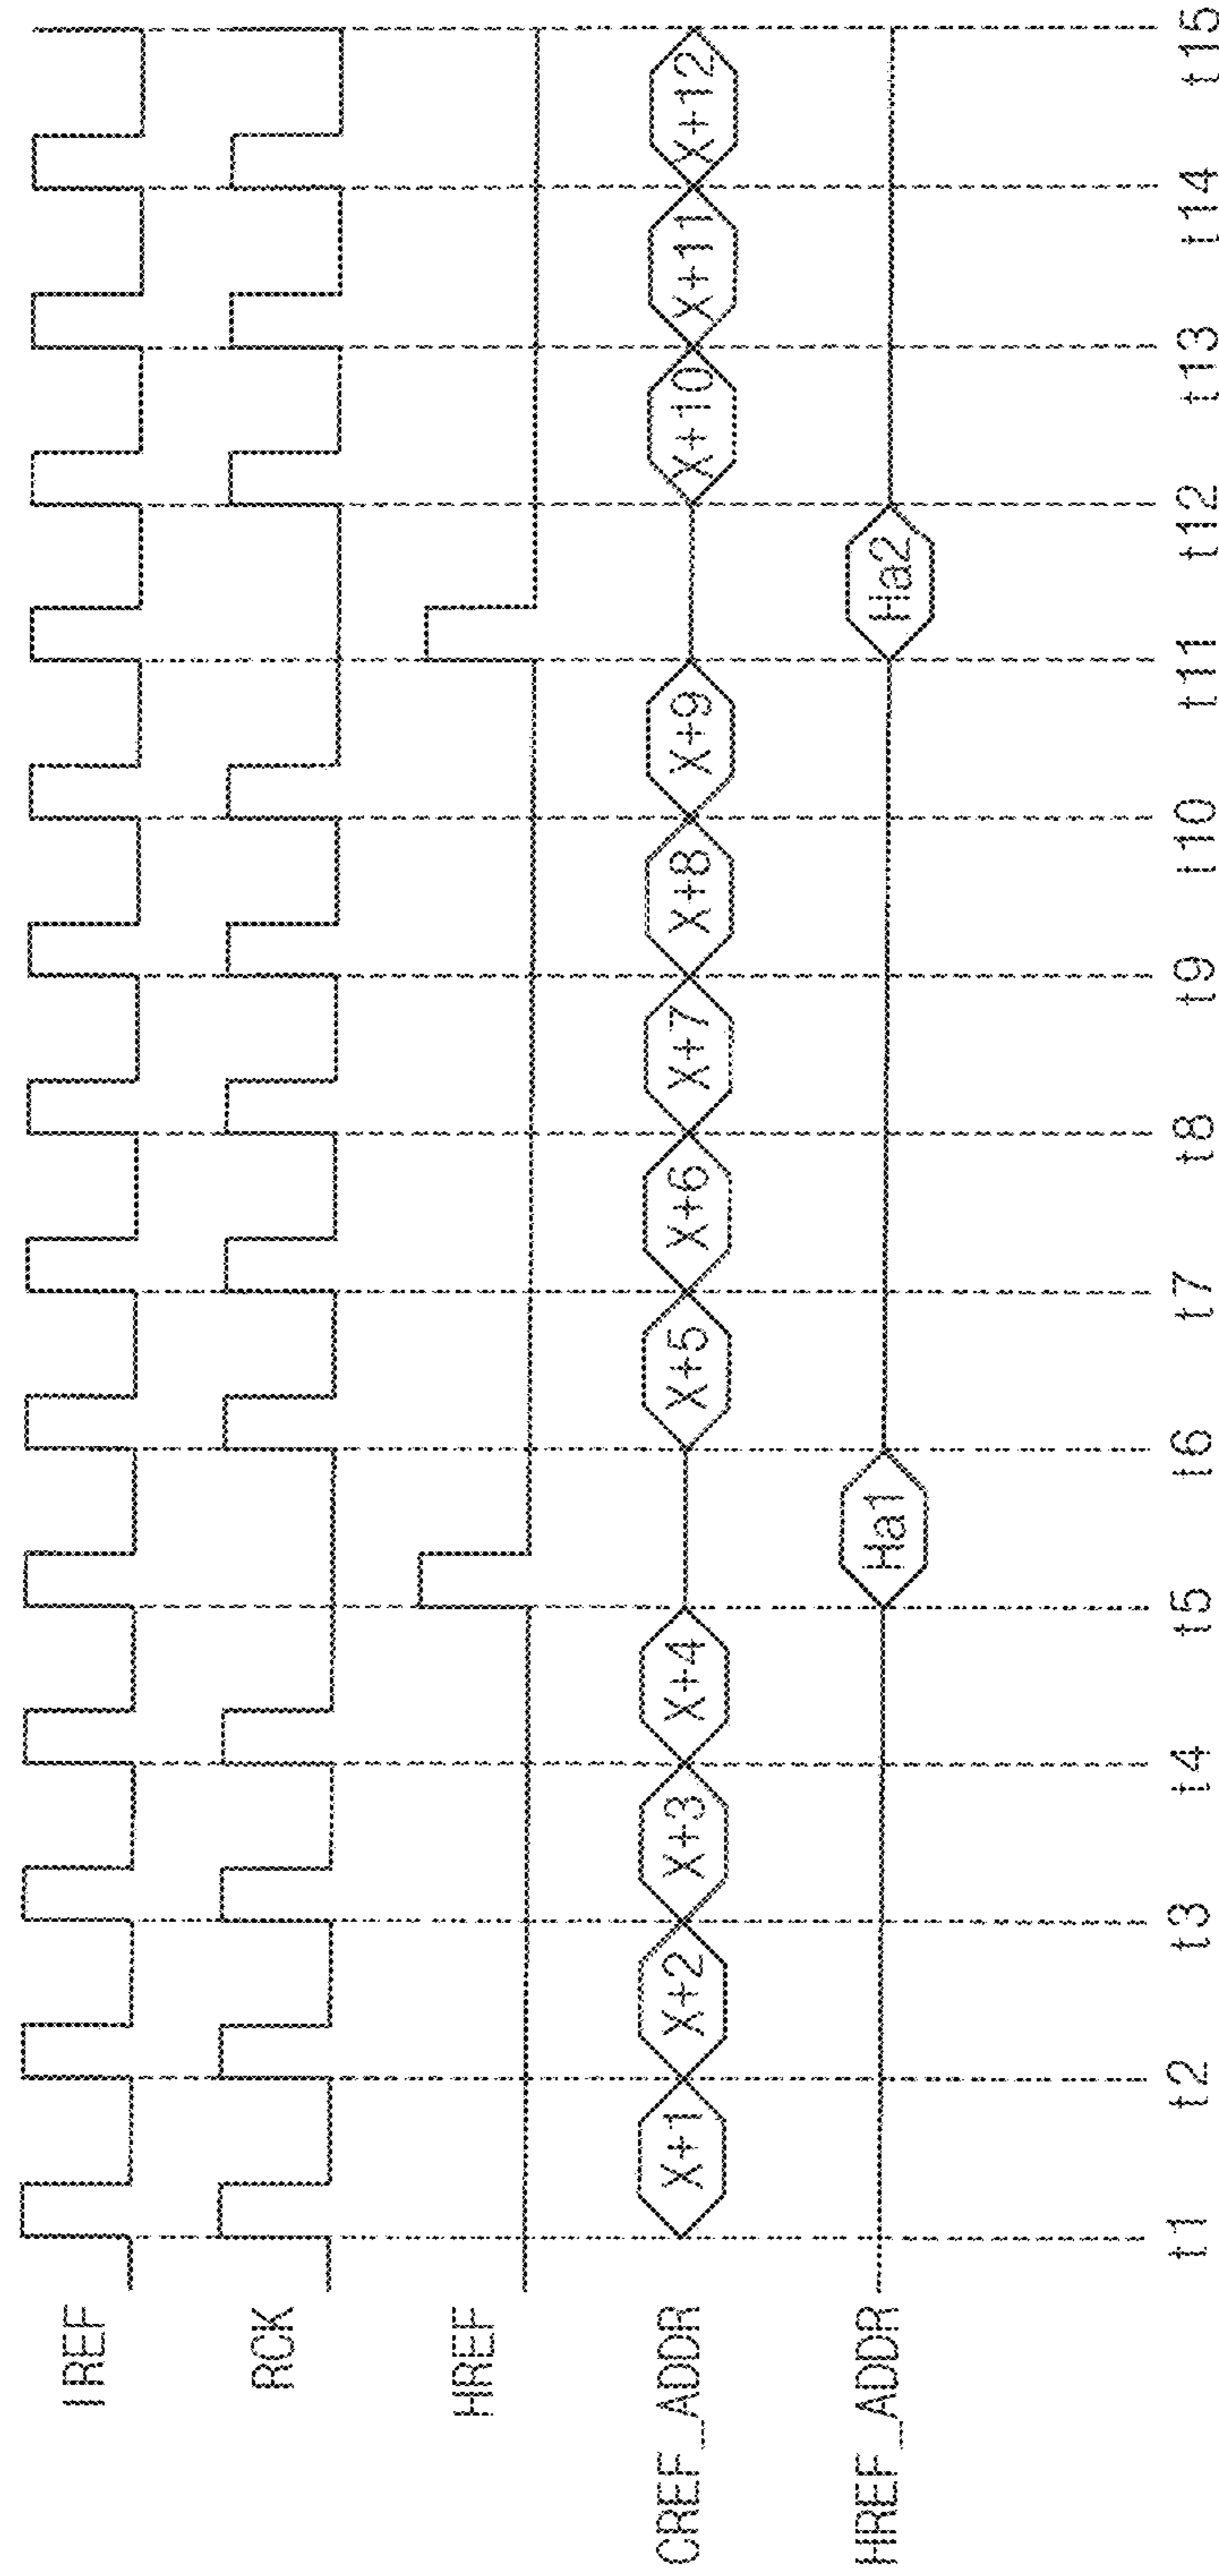 IREF
RCK
HREF
CREF_ADDR X+1 X+2 X+3 X+4 X+5 X+6 X+7 X+8 X+9 X+10 X+11 X+12
HREF_ADDR Ha1 Ha2
t1 t2 t3 t4 t5 t6 t7 t8 t9 t10 t11 t12 t13 t14 t15